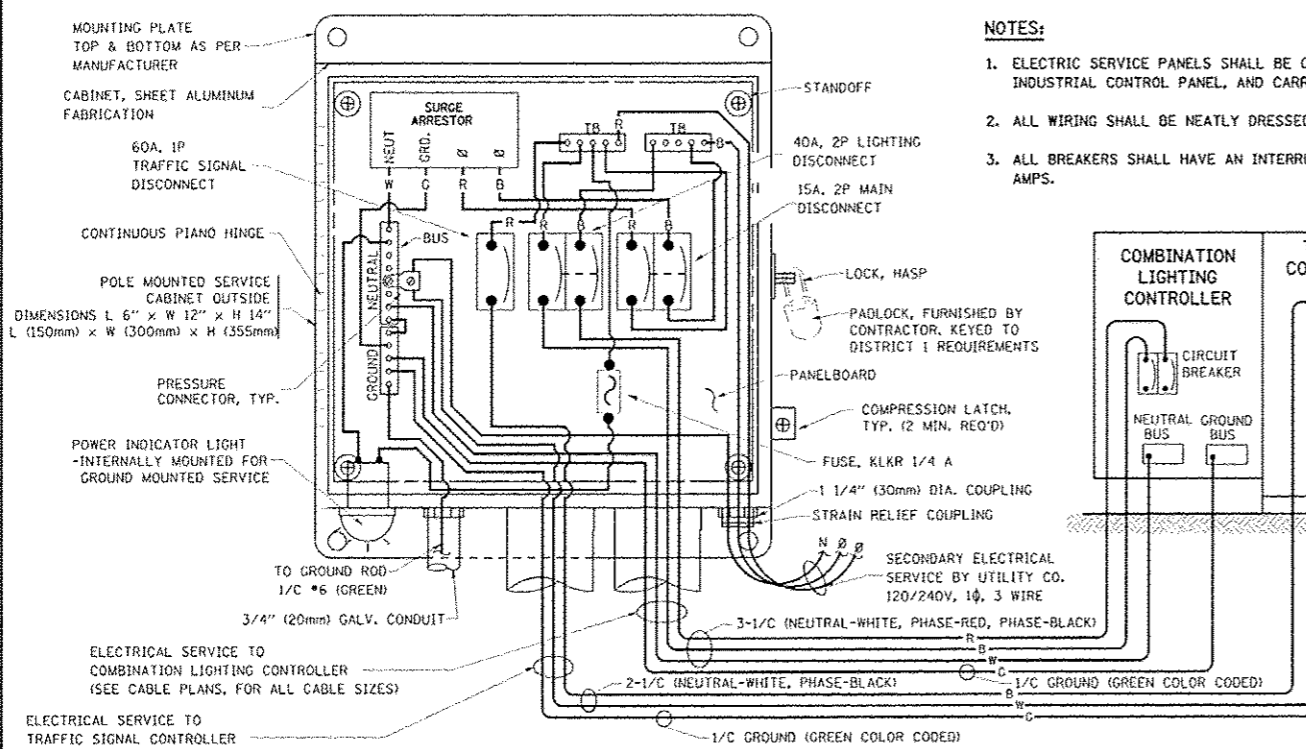 MOUNTING PLATE
TOP & BOTTOM AS PER
MANUFACTURER
CABINET, SHEET ALUMINUM
FABRICATION
60A, 1P
TRAFFIC SIGNAL
DISCONNECT
CONTINUOUS PIANO HINGE
POLE MOUNTED SERVICE
CABINET OUTSIDE
DIMENSIONS L 6" x W 12" x H 14"
L (150mm) x W (300mm) x H (355mm)
PRESSURE
CONNECTOR, TYP.
POWER INDICATOR LIGHT
-INTERNALLY MOUNTED FOR
GROUND MOUNTED SERVICE
TO GROUND ROD
1/C #6 (GREEN)
3/4" (20mm) GALV. CONDUIT
ELECTRICAL SERVICE TO
COMBINATION LIGHTING CONTROLLER
(SEE CABLE PLANS, FOR ALL CABLE SIZES)
ELECTRICAL SERVICE TO
TRAFFIC SIGNAL CONTROLLER
SURGE
ARRESTOR
NEUT
GRD.
Ø
Ø
W
G
R
B
TB
R
TB
B
R
R
B
R
B
BUS
NEUTRAL
GROUND
STANDOFF
40A, 2P LIGHTING
DISCONNECT
15A, 2P MAIN
DISCONNECT
LOCK, HASP
PADLOCK, FURNISHED BY
CONTRACTOR, KEYED TO
DISTRICT 1 REQUIREMENTS
PANELBOARD
COMPRESSION LATCH,
TYP. (2 MIN. REQ'D)
FUSE, KLKR 1/4 A
1 1/4" (30mm) DIA. COUPLING
STRAIN RELIEF COUPLING
N Ø Ø
SECONDARY ELECTRICAL
SERVICE BY UTILITY CO.
120/240V, 1ϕ, 3 WIRE
3-1/C (NEUTRAL-WHITE, PHASE-RED, PHASE-BLACK)
R
B
W
G
2-1/C (NEUTRAL-WHITE, PHASE-BLACK)
1/C GROUND (GREEN COLOR CODED)
B
W
G
1/C GROUND (GREEN COLOR CODED)
NOTES:
1. ELECTRIC SERVICE PANELS SHALL BE
INDUSTRIAL CONTROL PANEL, AND CARR
2. ALL WIRING SHALL BE NEATLY DRESSED
3. ALL BREAKERS SHALL HAVE AN INTERR
AMPS.
COMBINATION
LIGHTING
CONTROLLER
CO
CIRCUIT
BREAKER
NEUTRAL
BUS
GROUND
BUS